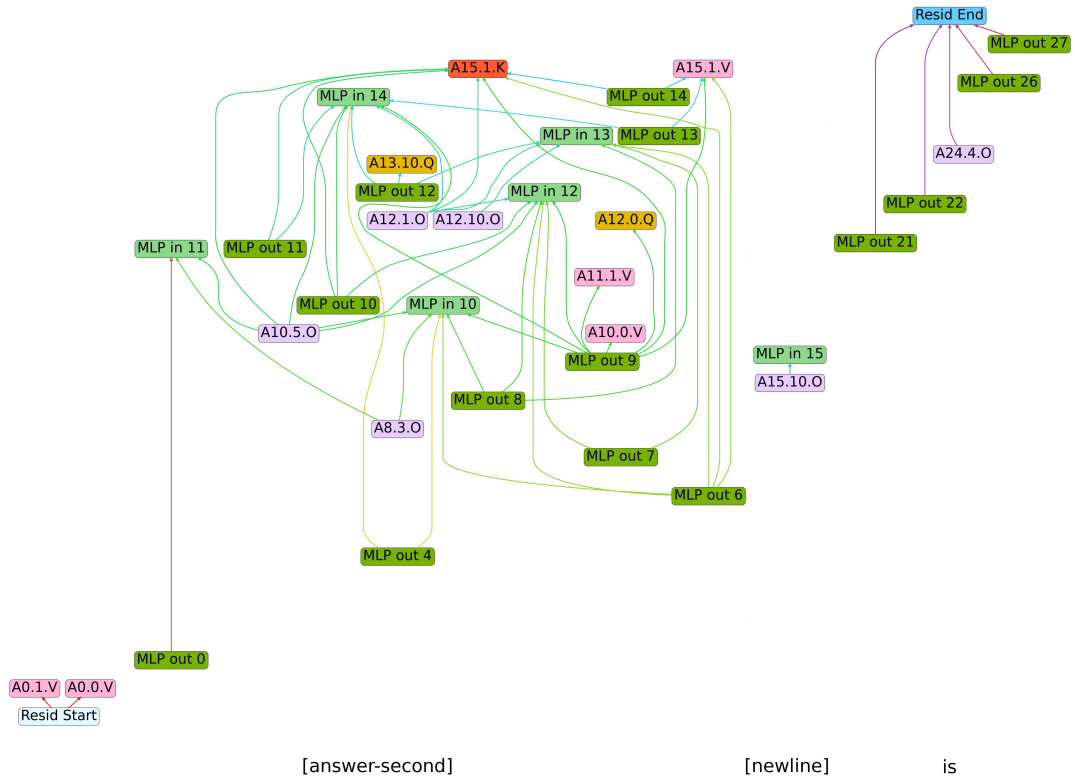 Resid End
MLP out 27
A15.1.K
A15.1.V
MLP out 26
MLP in 14
MLP out 14
MLP in 13
MLP out 13
A24.4.O
A13.10.Q
MLP out 12
MLP in 12
MLP out 22
A12.1.O
A12.10.O
A12.0.Q
MLP out 21
MLP in 11
MLP out 11
A11.1.V
MLP out 10
MLP in 10
A10.5.O
A10.0.V
MLP in 15
MLP out 9
A15.10.O
MLP out 8
A8.3.O
MLP out 7
MLP out 6
MLP out 4
MLP out 0
A0.1.V
A0.0.V
Resid Start
[answer-second]
[newline]
is